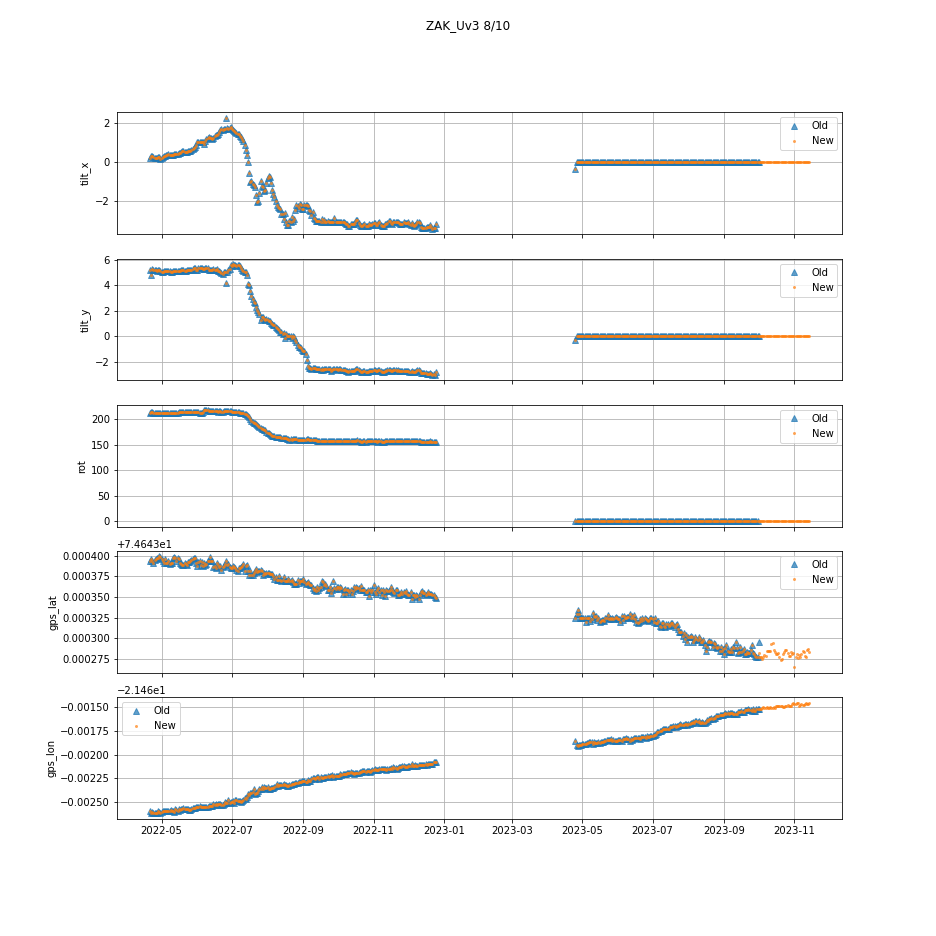 ZAK_Uv3 8/10
2
0
−2
tilt_x
Old
New
6
4
2
0
−2
tilt_y
Old
New
200
150
100
50
0
rot
Old
New
+7.4643e1
0.000400
0.000375
0.000350
0.000325
0.000300
0.000275
gps_lat
Old
New
−2.146e1
−0.00150
−0.00175
−0.00200
−0.00225
−0.00250
gps_lon
Old
New
2022-05 2022-07 2022-09 2022-11 2023-01 2023-03 2023-05 2023-07 2023-09 2023-11